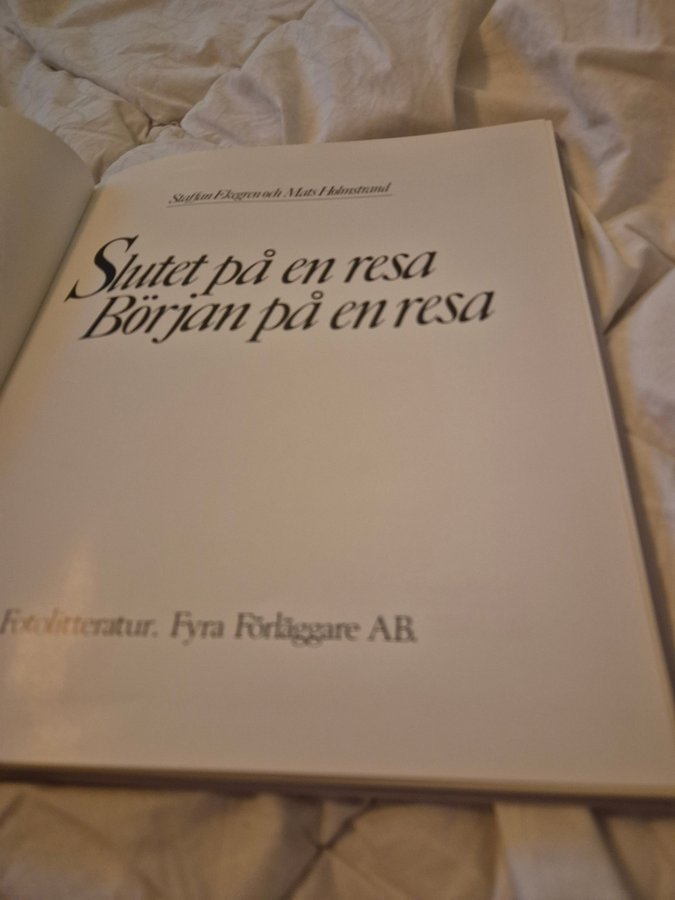 Staffan Ekegren och Mats Holmstrand
Slutet på en resa
Början på en resa
Fotolitteratur. Fyra Förläggare AB.